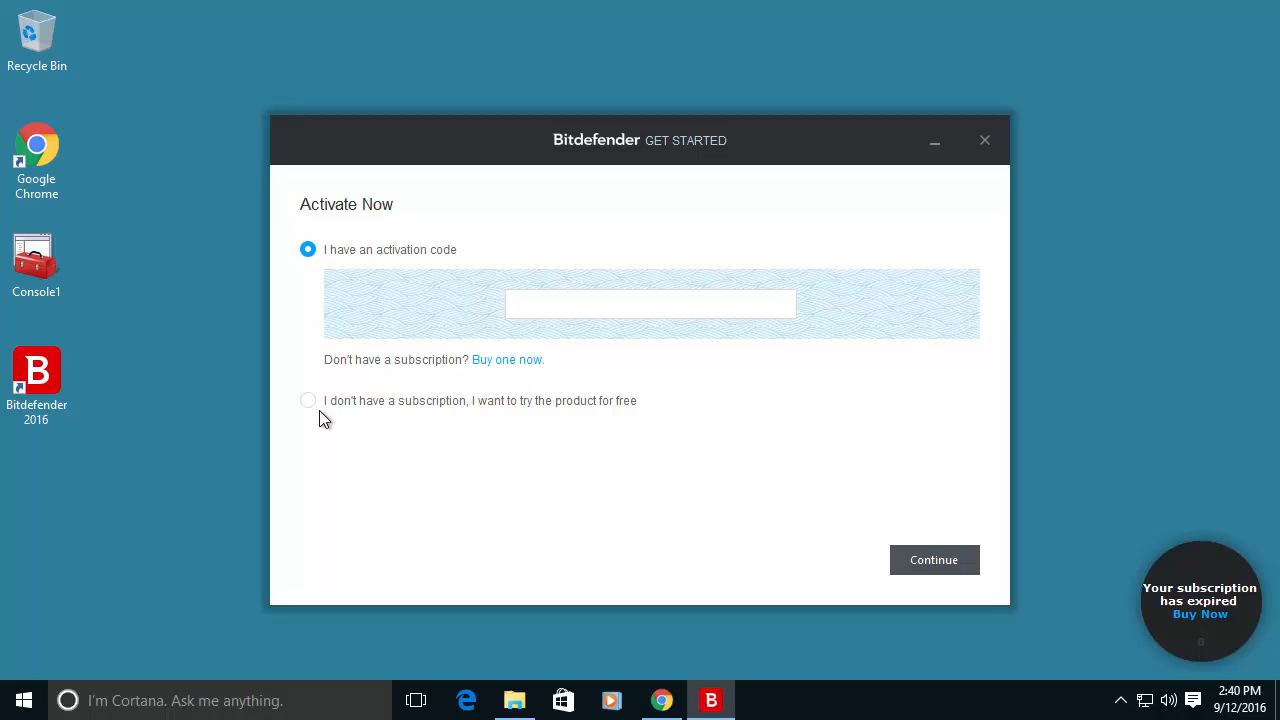 Recycle Bin
Google
Chrome
Console1
Bitdefender
2016
Bitdefender GET STARTED
Activate Now
I have an activation code
Don't have a subscription? Buy one now.
I don't have a subscription, I want to try the product for free
Continue
Your subscription
has expired
Buy Now
0
I'm Cortana. Ask me anything.
2:40 PM
9/12/2016